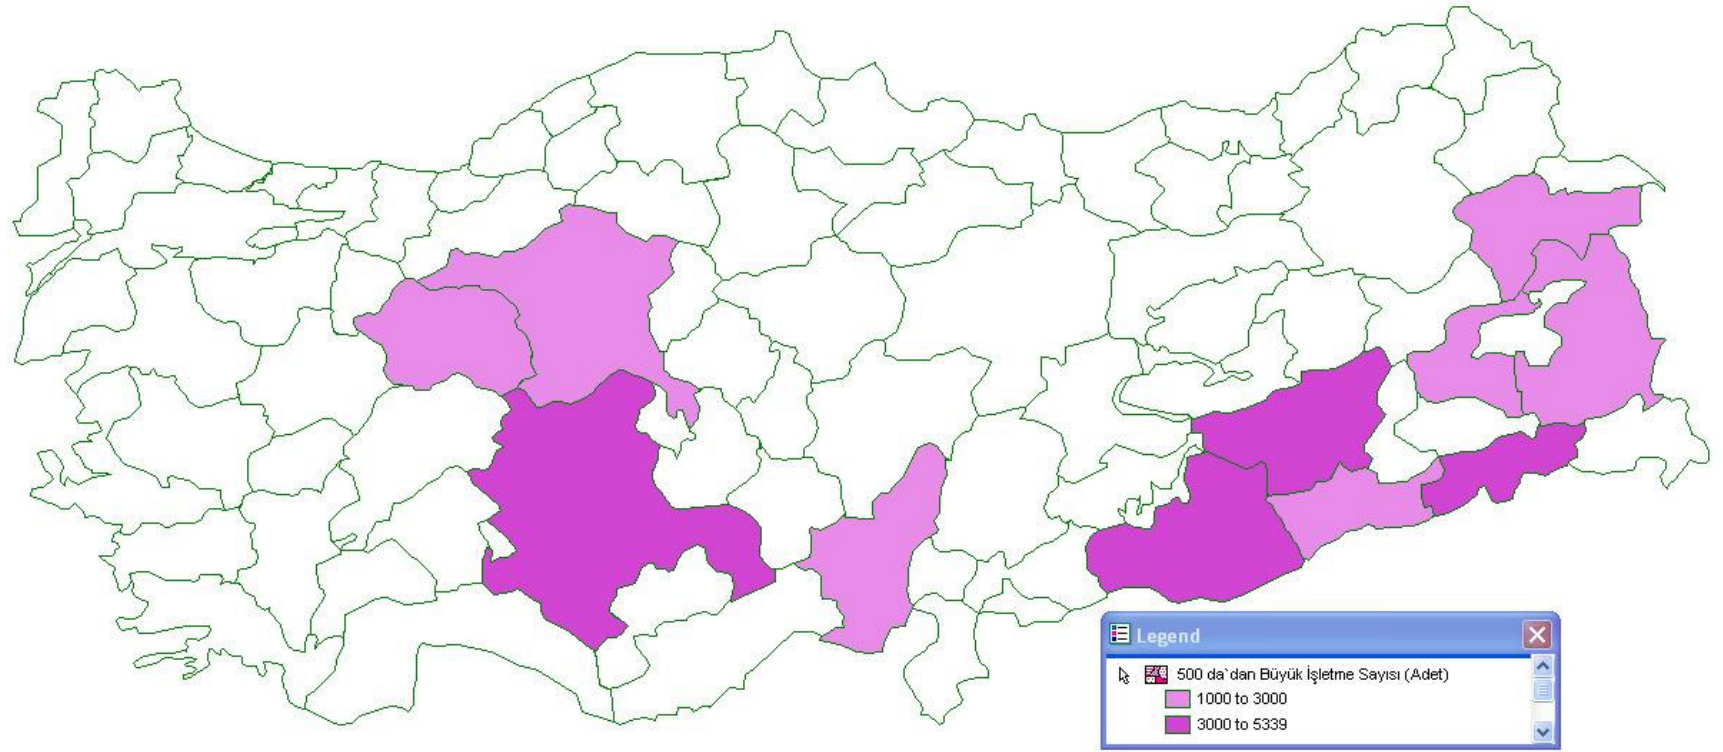 Legend
500 da`dan Büyük İşletme Sayısı (Adet)
1000 to 3000
3000 to 5339